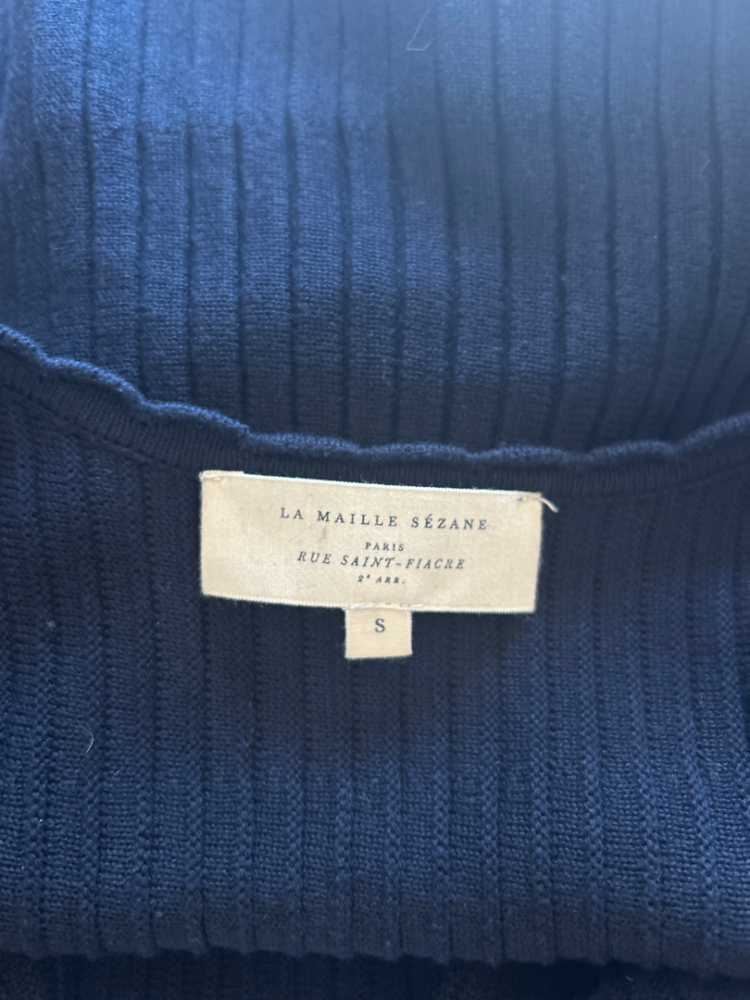 LA MAILLE SÉZANE
PARIS
RUE SAINT-FIACRE
2ᵉ ARR.
S